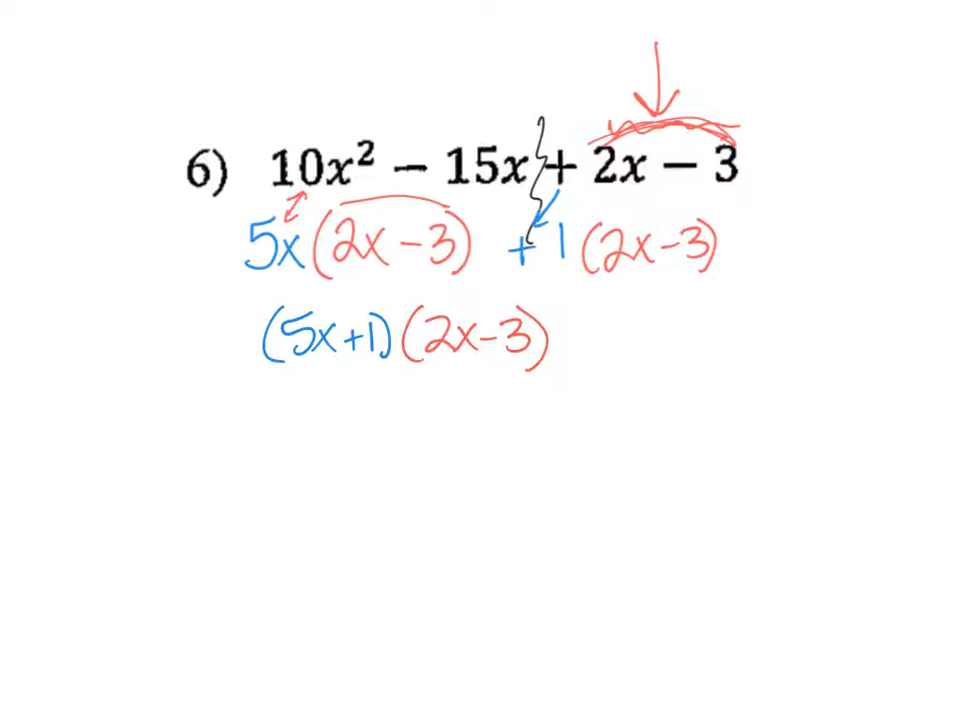 6) 10x² − 15x + 2x − 3
5x(2x−3) + 1 (2x−3)
(5x+1)(2x−3)